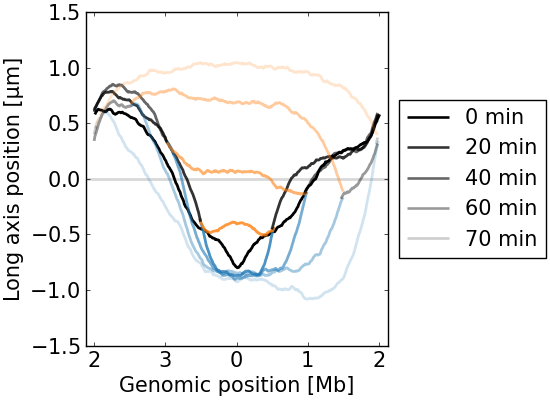 1.5
1.0
0.5
0.0
−0.5
−1.0
−1.5
Long axis position [μm]
2 3 0 1 2
Genomic position [Mb]
0 min
20 min
40 min
60 min
70 min